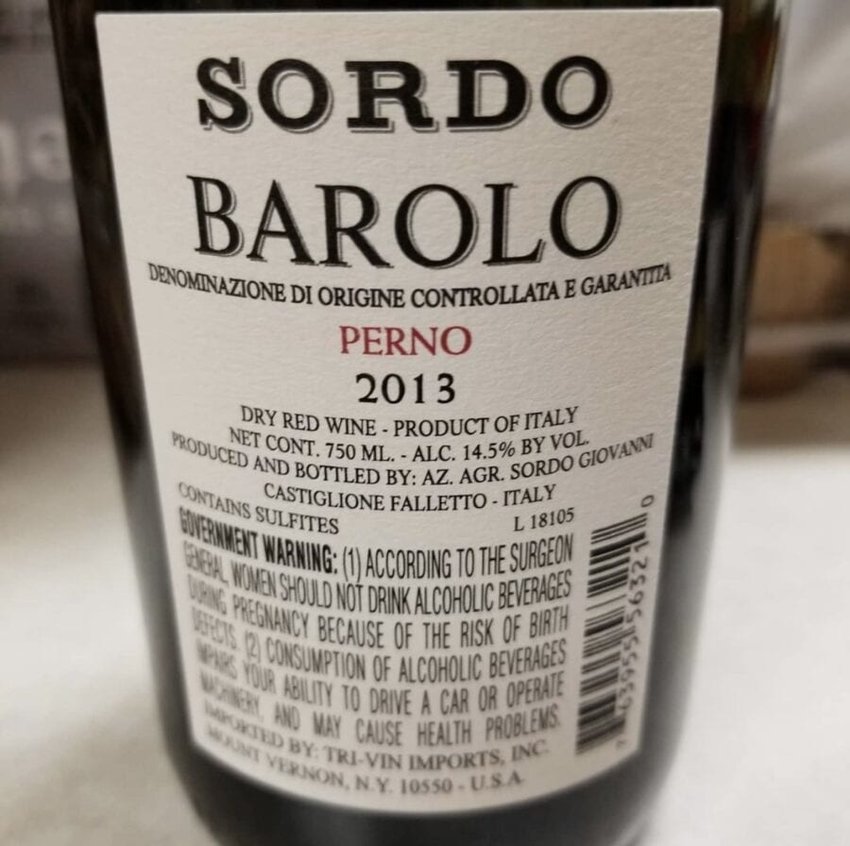 SORDO
BAROLO
DENOMINAZIONE DI ORIGINE CONTROLLATA E GARANTITA
PERNO
2013
DRY RED WINE - PRODUCT OF ITALY
NET CONT. 750 ML. - ALC. 14.5% BY VOL.
PRODUCED AND BOTTLED BY: AZ. AGR. SORDO GIOVANNI
CASTIGLIONE FALLETTO - ITALY
CONTAINS SULFITES
L 18105
GOVERNMENT WARNING: (1) ACCORDING TO THE SURGEON
GENERAL, WOMEN SHOULD NOT DRINK ALCOHOLIC BEVERAGES
DURING PREGNANCY BECAUSE OF THE RISK OF BIRTH
DEFECTS. (2) CONSUMPTION OF ALCOHOLIC BEVERAGES
IMPAIRS YOUR ABILITY TO DRIVE A CAR OR OPERATE
MACHINERY, AND MAY CAUSE HEALTH PROBLEMS.
IMPORTED BY: TRI-VIN IMPORTS, INC.
MOUNT VERNON, N.Y. 10550 - U.S.A.
7 63955 56321 0